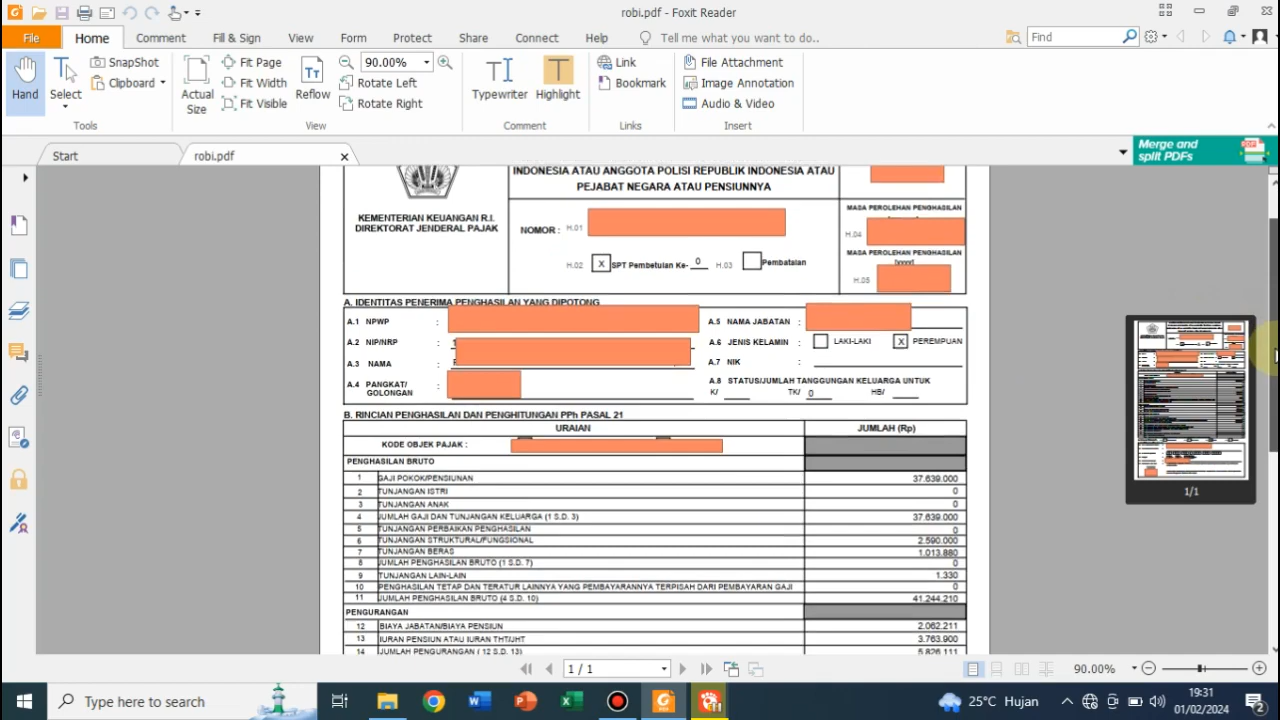 robi.pdf - Foxit Reader
File Home Comment Fill & Sign View Form Protect Share Connect Help Tell me what you want to do.. Find
Hand
Select
SnapShot
Clipboard
Tools
Actual Size
Fit Page
Fit Width
Fit Visible
Reflow
90.00%
Rotate Left
Rotate Right
View
Typewriter
Highlight
Comment
Link
Bookmark
Links
File Attachment
Image Annotation
Audio & Video
Insert
Start
robi.pdf
Merge and
split PDFs
INDONESIA ATAU ANGGOTA POLISI REPUBLIK INDONESIA ATAU
PEJABAT NEGARA ATAU PENSIUNNYA
KEMENTERIAN KEUANGAN R.I.
DIREKTORAT JENDERAL PAJAK
NOMOR : H.01
H.02 X SPT Pembetulan Ke- 0 H.03 Pembatalan
MASA PEROLEHAN PENGHASILAN
H.04
MASA PEROLEHAN PENGHASILAN
[yyyy]
H.05
A. IDENTITAS PENERIMA PENGHASILAN YANG DIPOTONG
A.1 NPWP :
A.2 NIP/NRP :
A.3 NAMA
A.4 PANGKAT/ :
GOLONGAN
A.5 NAMA JABATAN :
A.6 JENIS KELAMIN : LAKI-LAKI X PEREMPUAN
A.7 NIK :
A.8 STATUS/JUMLAH TANGGUNGAN KELUARGA UNTUK
K/ TK/ 0 HB/
B. RINCIAN PENGHASILAN DAN PENGHITUNGAN PPh PASAL 21
URAIAN JUMLAH (Rp)
KODE OBJEK PAJAK :
PENGHASILAN BRUTO
1 GAJI POKOK/PENSIUNAN 37.639.000
2 TUNJANGAN ISTRI 0
3 TUNJANGAN ANAK 0
4 JUMLAH GAJI DAN TUNJANGAN KELUARGA (1 S.D. 3) 37.639.000
5 TUNJANGAN PERBAIKAN PENGHASILAN 0
6 TUNJANGAN STRUKTURAL/FUNGSIONAL 2.590.000
7 TUNJANGAN BERAS 1.013.880
8 JUMLAH PENGHASILAN BRUTO (1 S.D. 7) 0
9 TUNJANGAN LAIN-LAIN 1.330
10 PENGHASILAN TETAP DAN TERATUR LAINNYA YANG PEMBAYARANNYA TERPISAH DARI PEMBAYARAN GAJI 0
11 JUMLAH PENGHASILAN BRUTO (4 S.D. 10) 41.244.210
PENGURANGAN
12 BIAYA JABATAN/BIAYA PENSIUN 2.062.211
13 IURAN PENSIUN ATAU IURAN THT/JHT 3.763.900
14 JUMLAH PENGURANGAN ( 12 S.D. 13) 5.826.111
1/1
1 / 1
90.00%
Type here to search
25°C Hujan
19:31
01/02/2024
2